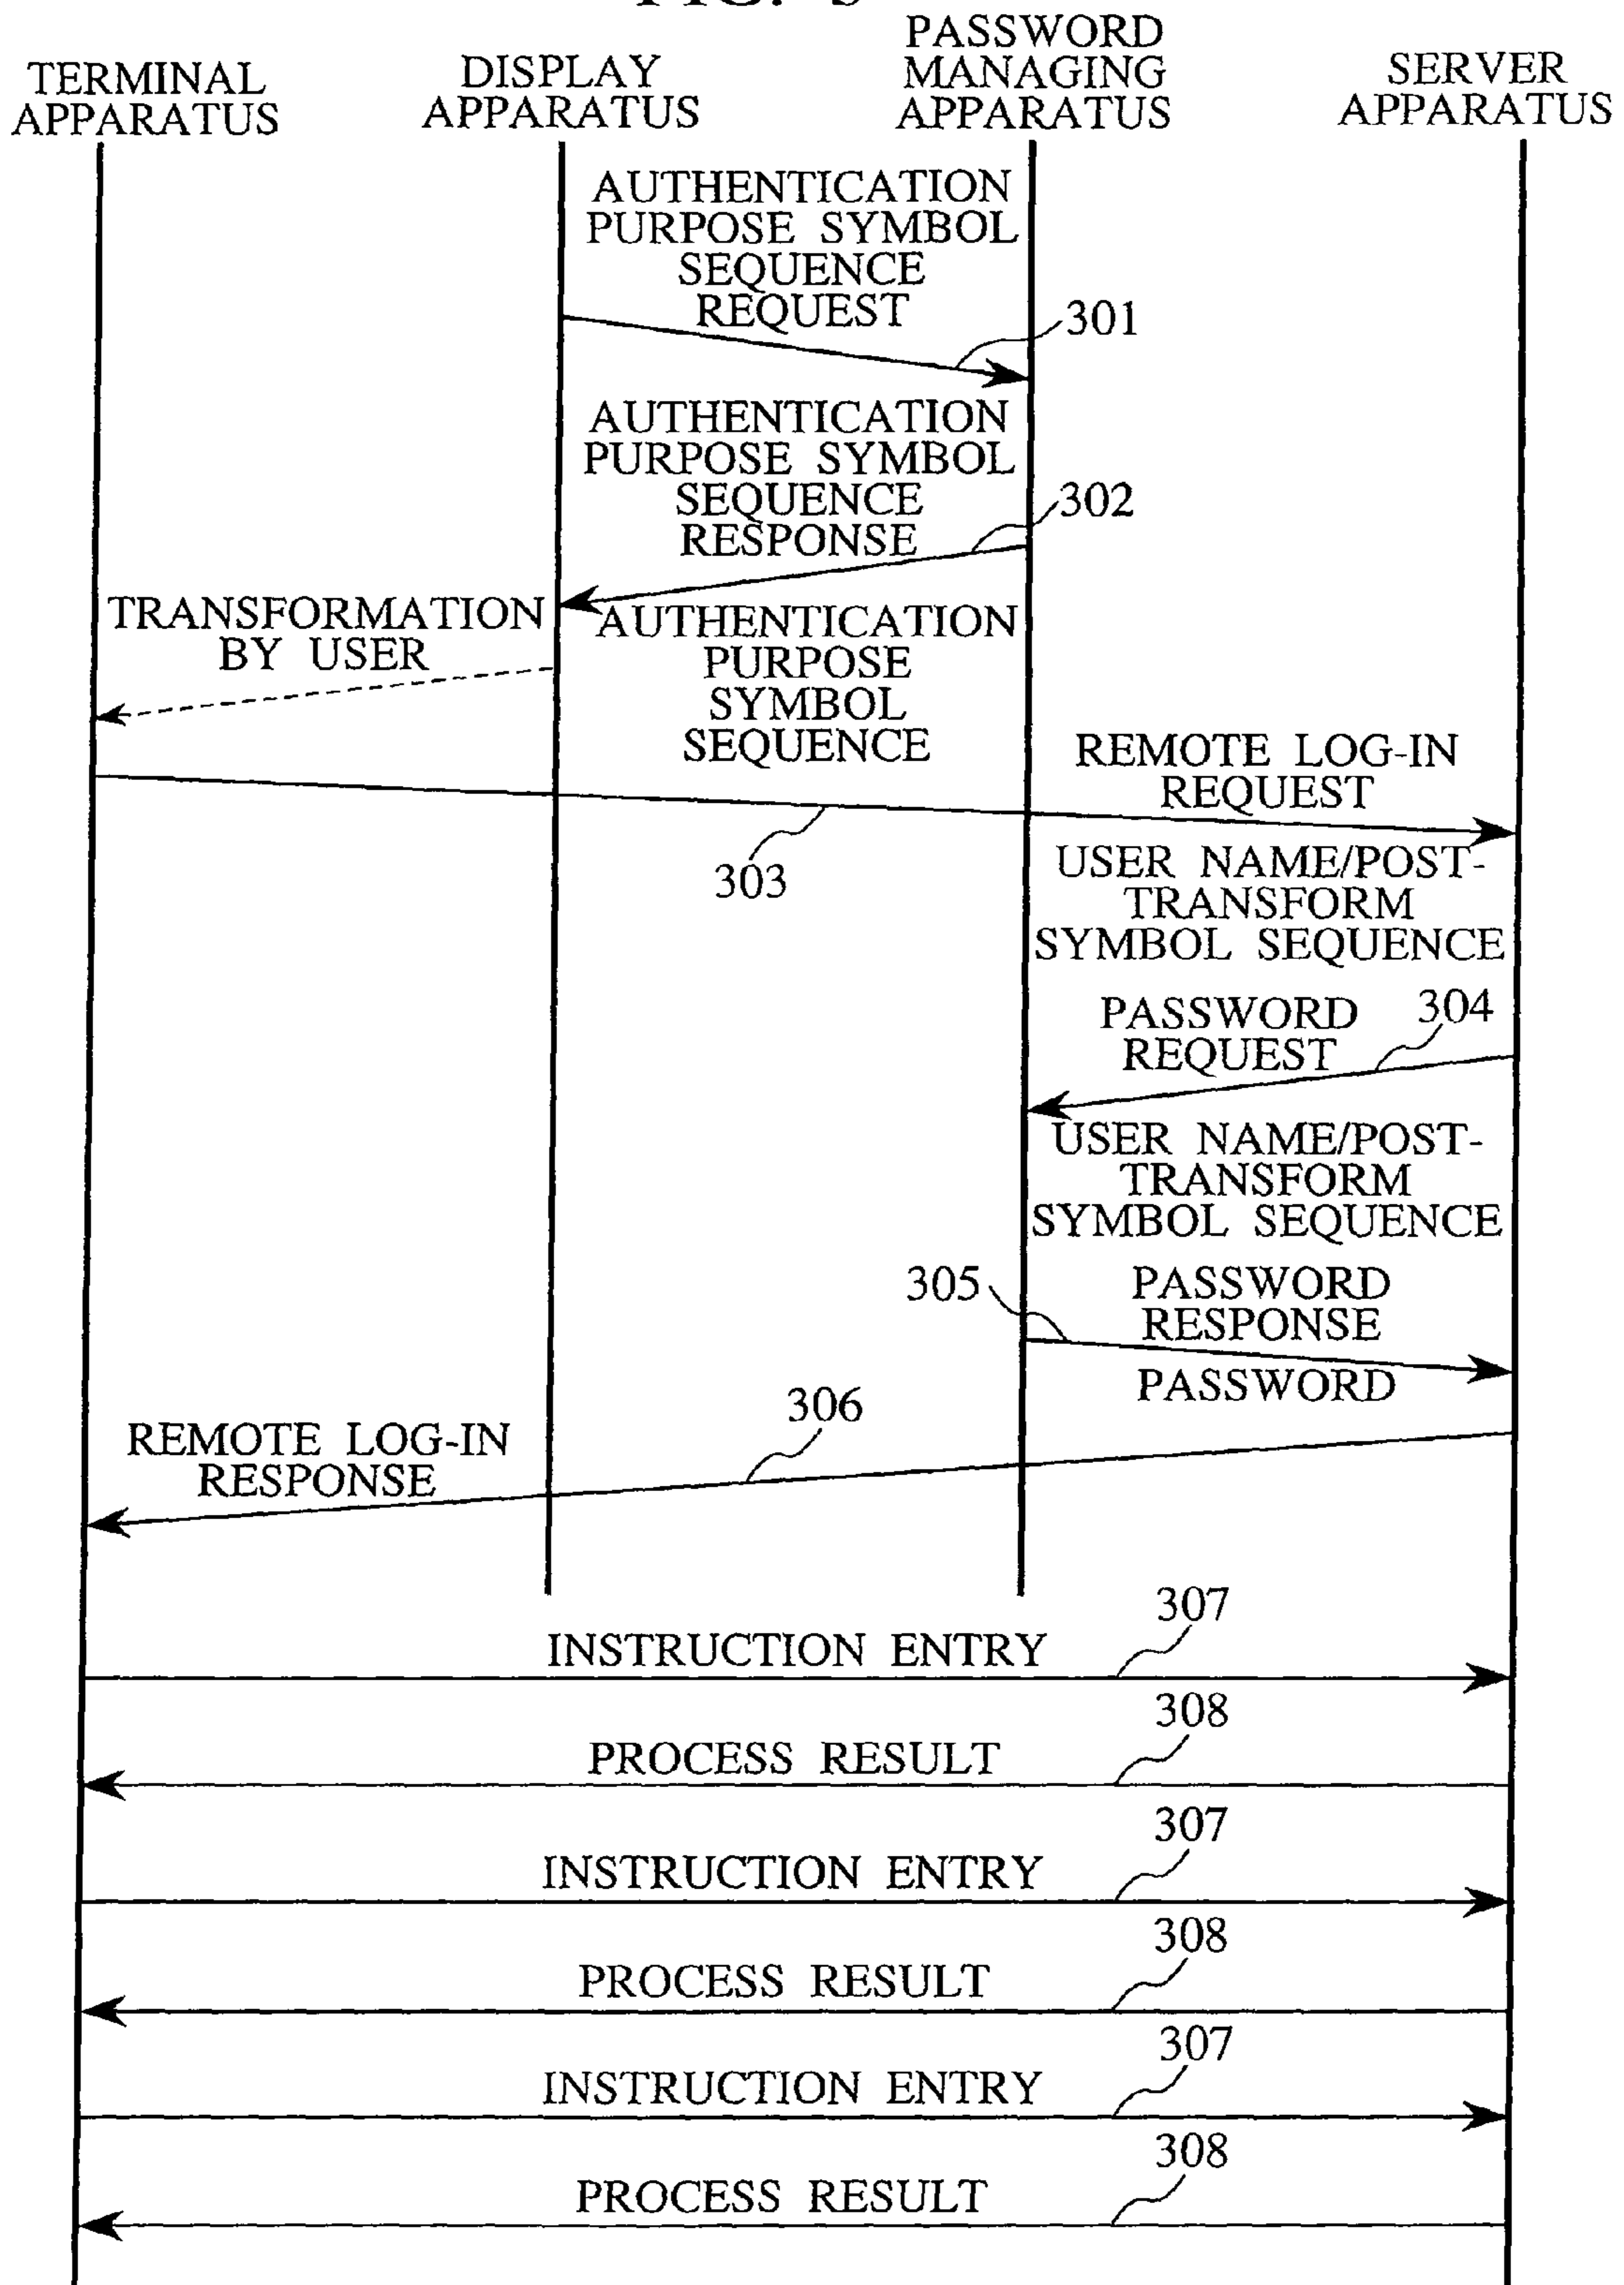 TERMINAL
APPARATUS
DISPLAY
APPARATUS
PASSWORD
MANAGING
APPARATUS
SERVER
APPARATUS
AUTHENTICATION
PURPOSE SYMBOL
SEQUENCE
REQUEST
301
AUTHENTICATION
PURPOSE SYMBOL
SEQUENCE
RESPONSE
302
TRANSFORMATION
BY USER
AUTHENTICATION
PURPOSE
SYMBOL
SEQUENCE
REMOTE LOG-IN
REQUEST
303
USER NAME/POST-
TRANSFORM
SYMBOL SEQUENCE
PASSWORD
REQUEST
304
USER NAME/POST-
TRANSFORM
SYMBOL SEQUENCE
305
PASSWORD
RESPONSE
PASSWORD
306
REMOTE LOG-IN
RESPONSE
307
INSTRUCTION ENTRY
308
PROCESS RESULT
307
INSTRUCTION ENTRY
308
PROCESS RESULT
307
INSTRUCTION ENTRY
308
PROCESS RESULT